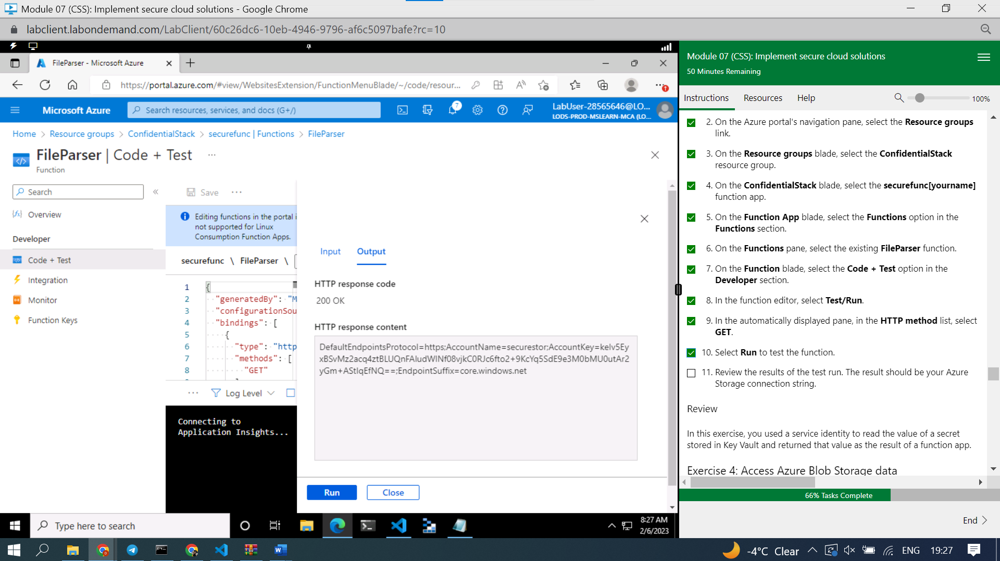 Module 07 (CSS): Implement secure cloud solutions - Google Chrome
labclient.labondemand.com/LabClient/60c26dc6-10eb-4946-9796-af6c5097bafe?rc=10
FileParser - Microsoft Azure
https://portal.azure.com/#view/WebsitesExtension/FunctionMenuBlade/~/code/resour...
Microsoft Azure
Search resources, services, and docs (G+/)
7
LabUser-28565646@LO...
LODS-PROD-MSLEARN-MCA (LO...
Home > Resource groups > ConfidentialStack > securefunc | Functions > FileParser
FileParser | Code + Test ...
Function
Search
Overview
Developer
Code + Test
Integration
Monitor
Function Keys
Save
Editing functions in the portal i
not supported for Linux
Consumption Function Apps.
securefunc \ FileParser \
1 {
2 "generatedBy": "M
3 "configurationSou
4 "bindings": [
5 {
6 "type": "http
7 "methods": [
8 "GET"
Log Level
Connecting to
Application Insights...
Input
Output
HTTP response code
200 OK
HTTP response content
DefaultEndpointsProtocol=https;AccountName=securestor;AccountKey=kelv5Ey
xBSvMz2acq4ztBLUQnFAIudWINf08vjkC0RJc6fto2+9KcYq5SdE9e3M0bMU0utAr2
yGm+AStIqEfNQ==;EndpointSuffix=core.windows.net
Run
Close
Type here to search
8:27 AM
2/6/2023
Module 07 (CSS): Implement secure cloud solutions
50 Minutes Remaining
Instructions
Resources
Help
100%
2. On the Azure portal's navigation pane, select the Resource groups
link.
3. On the Resource groups blade, select the ConfidentialStack
resource group.
4. On the ConfidentialStack blade, select the securefunc[yourname]
function app.
5. On the Function App blade, select the Functions option in the
Functions section.
6. On the Functions pane, select the existing FileParser function.
7. On the Function blade, select the Code + Test option in the
Developer section.
8. In the function editor, select Test/Run.
9. In the automatically displayed pane, in the HTTP method list, select
GET.
10. Select Run to test the function.
11. Review the results of the test run. The result should be your Azure
Storage connection string.
Review
In this exercise, you used a service identity to read the value of a secret
stored in Key Vault and returned that value as the result of a function app.
Exercise 4: Access Azure Blob Storage data
66% Tasks Complete
End
-4°C Clear
ENG
19:27